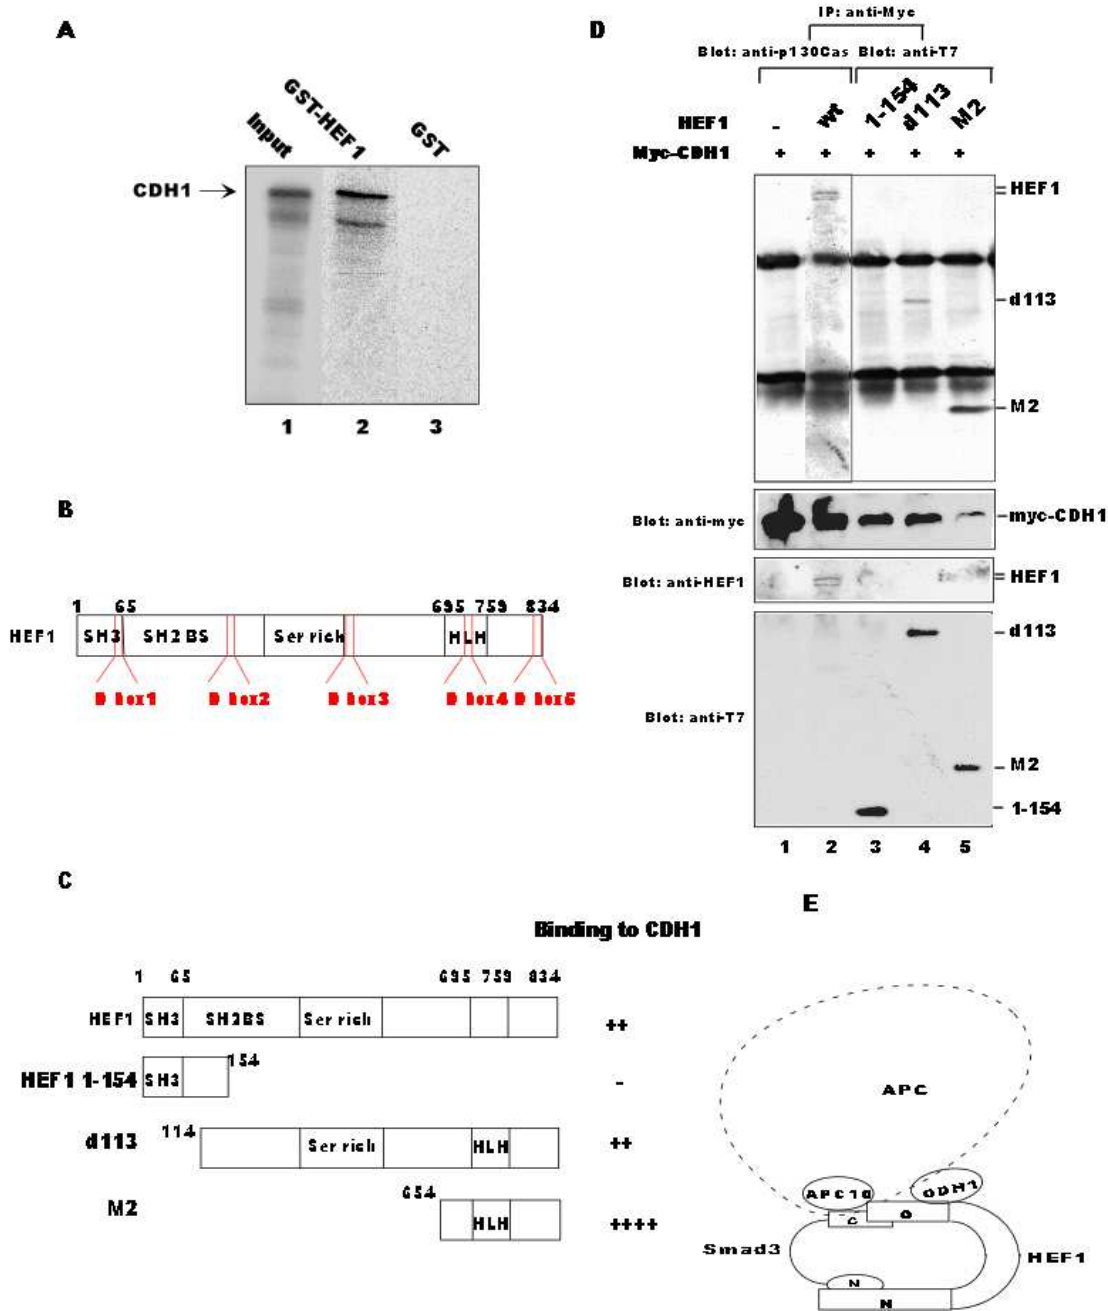 A
Input
GST-HEF1
GST
CDH1
1 2 3
B
1 65 695 759 834
HEF1 SH3 SH2BS Ser rich HLH
D box1 D box2 D box3 D box4 D box5
C
Binding to CDH1
1 65 695 759 834
HEF1 SH3 SH2BS Ser rich ++
HEF1 1-154 SH3 154 -
d113 114 Ser rich HLH ++
M2 654 HLH ++++
D
IP: anti-Myc
Blot: anti-p130Cas Blot: anti-T7
HEF1 - wt 1-154 d113 M2
Myc-CDH1 + + + + +
HEF1
d113
M2
Blot: anti-myc myc-CDH1
Blot: anti-HEF1 HEF1
d113
Blot: anti-T7
M2
1-154
1 2 3 4 5
E
APC
APC10 CDH1
C C
Smad3 HEF1
N
N